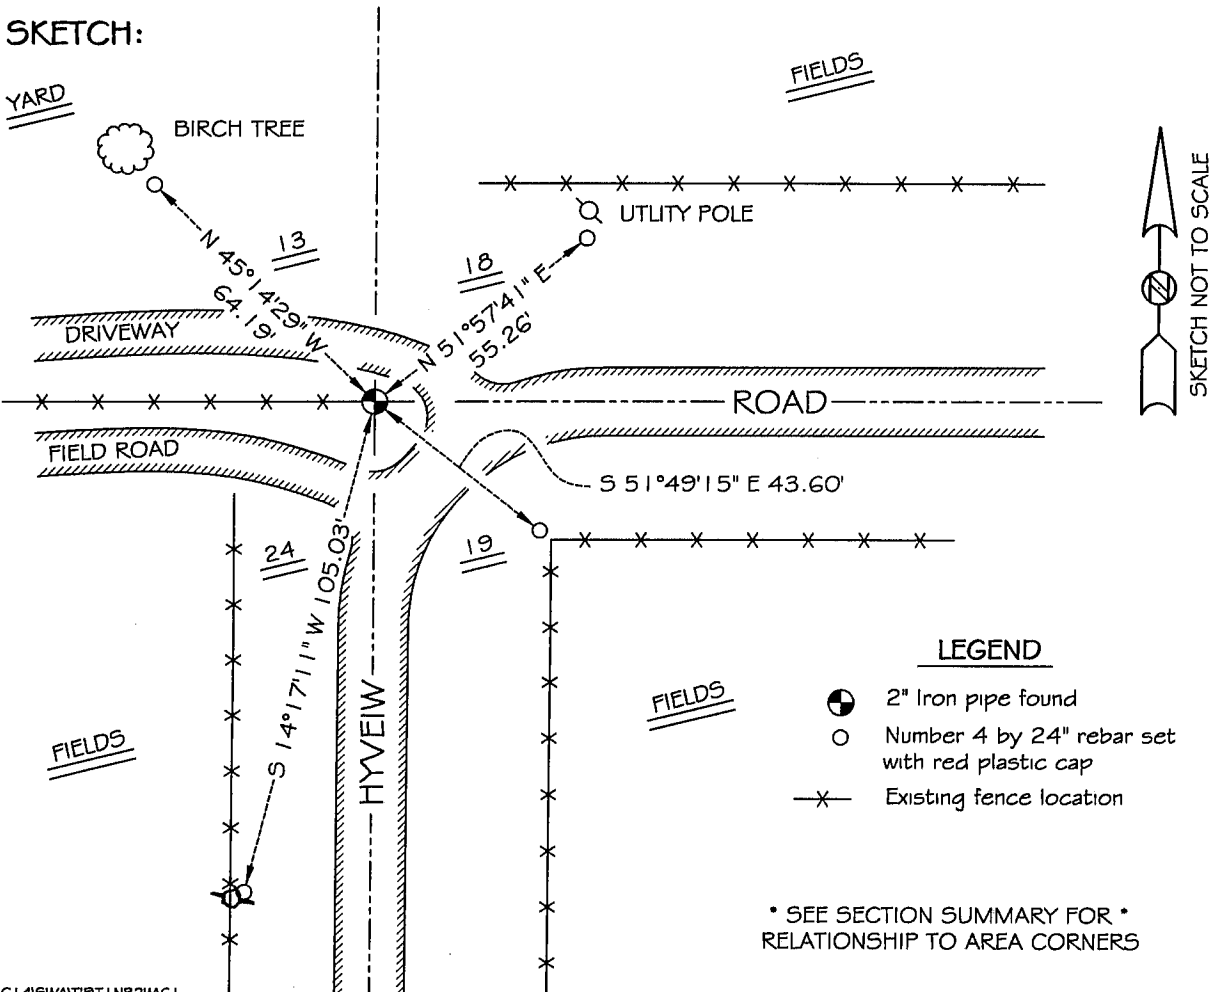 SKETCH:
YARD
BIRCH TREE
FIELDS
UTLITY POLE
13
18
N 45°14'29" W
64.19'
N 51°57'41" E
55.26'
SKETCH NOT TO SCALE
N
DRIVEWAY
ROAD
FIELD ROAD
S 51°49'15" E 43.60'
24
19
S 14°17'11" W 105.03'
HYVEIW
FIELDS
FIELDS
LEGEND
2" Iron pipe found
Number 4 by 24" rebar set
with red plastic cap
Existing fence location
* SEE SECTION SUMMARY FOR *
RELATIONSHIP TO AREA CORNERS